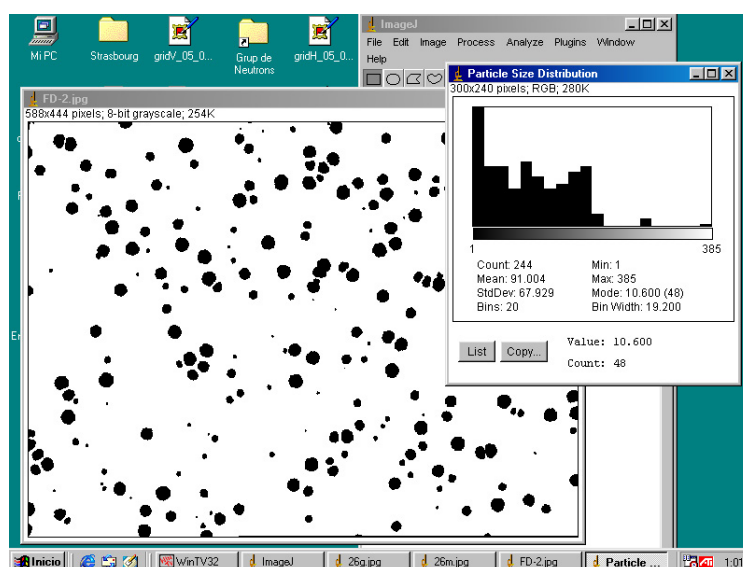 Mi PC
Strasbourg
gridV_05_0...
Grup de
Neutrons
gridH_05_0...
ImageJ
File Edit Image Process Analyze Plugins Window
Help
Particle Size Distribution
300x240 pixels; RGB; 280K
FD-2.jpg
588x444 pixels; 8-bit grayscale; 254K
1
385
Count: 244
Min: 1
Mean: 91.004
Max: 385
StdDev: 67.929
Mode: 10.600 (48)
Bins: 20
Bin Width: 19.200
List
Copy...
Value: 10.600
Count: 48
Inicio
WinTV32
ImageJ
26g.jpg
26m.jpg
FD-2.jpg
Particle ...
1:01